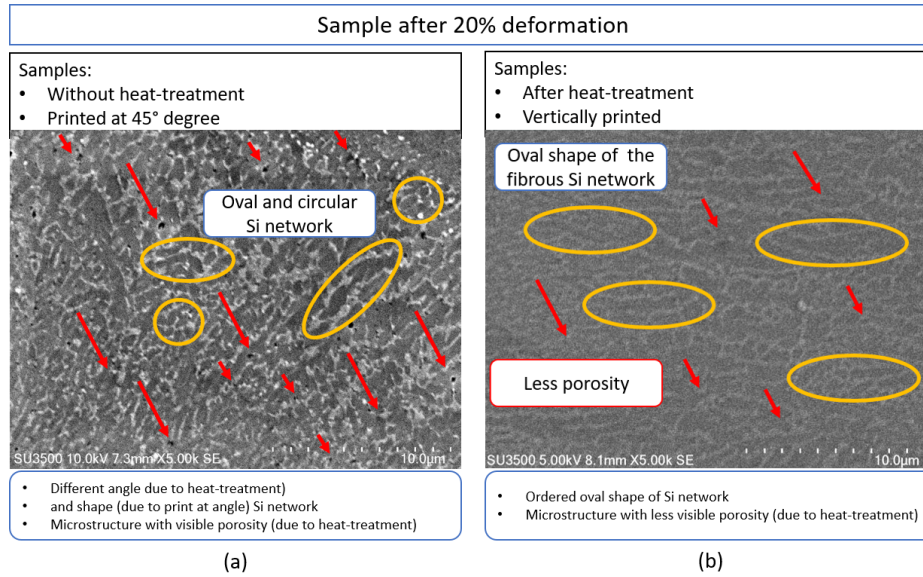 Sample after 20% deformation
Samples:
• Without heat-treatment
• Printed at 45° degree
Oval and circular
Si network
SU3500 10.0kV 7.3mm X5.00k SE
10.0µm
• Different angle due to heat-treatment)
• and shape (due to print at angle) Si network
• Microstructure with visible porosity (due to heat-treatment)
(a)
Samples:
• After heat-treatment
• Vertically printed
Oval shape of the
fibrous Si network
Less porosity
SU3500 5.00kV 8.1mm X5.00k SE
10.0µm
• Ordered oval shape of Si network
• Microstructure with less visible porosity (due to heat-treatment)
(b)